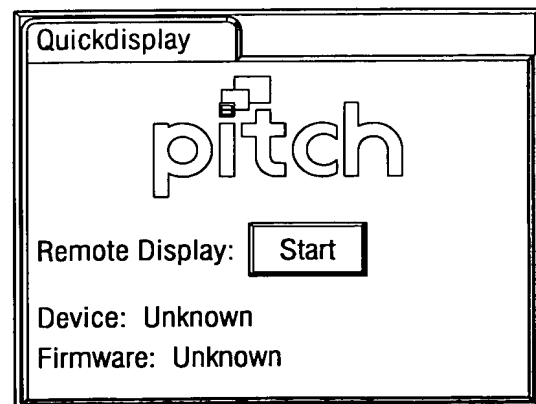 Quickdisplay
pitch
Remote Display: Start
Device: Unknown
Firmware: Unknown